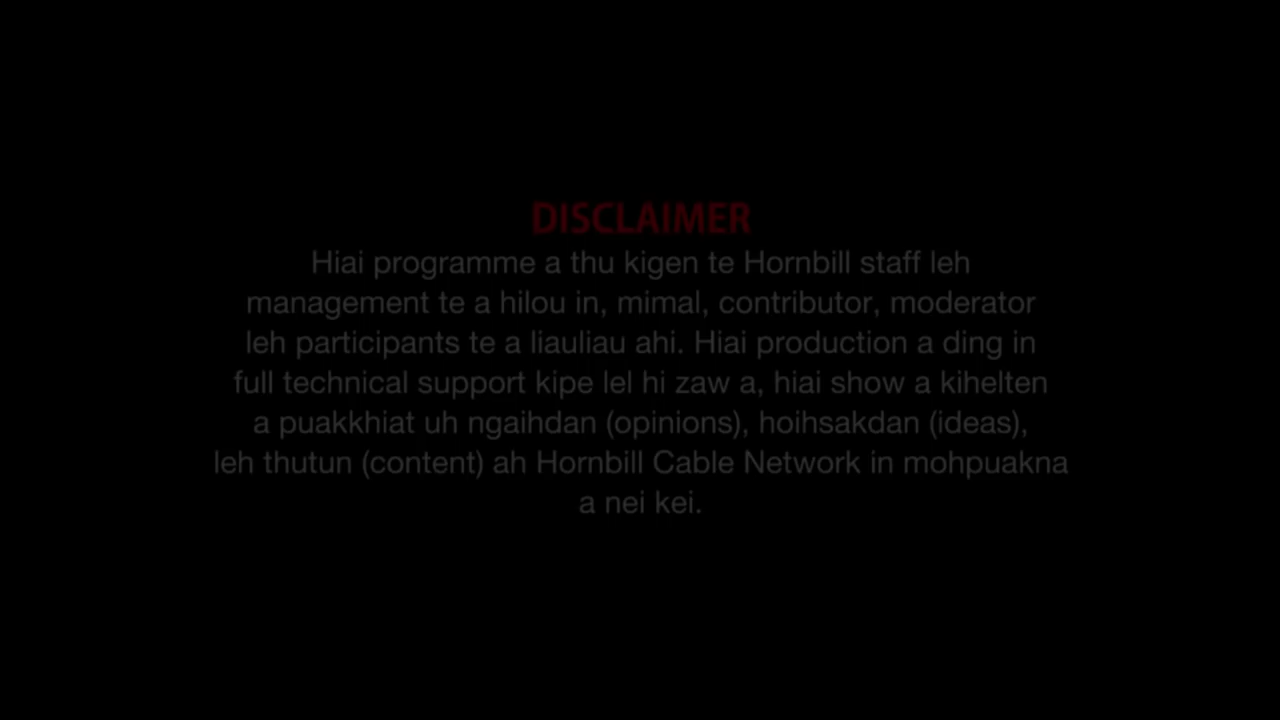 DISCLAIMER
Hiai programme a thu kigen te Hornbill staff leh
management te a hilou in, mimal, contributor, moderator
leh participants te a liauliau ahi. Hiai production a ding in
full technical support kipe lel hi zaw a, hiai show a kihelten
a puakkhiat uh ngaihdan (opinions), hoihsakdan (ideas),
leh thutun (content) ah Hornbill Cable Network in mohpuakna
a nei kei.